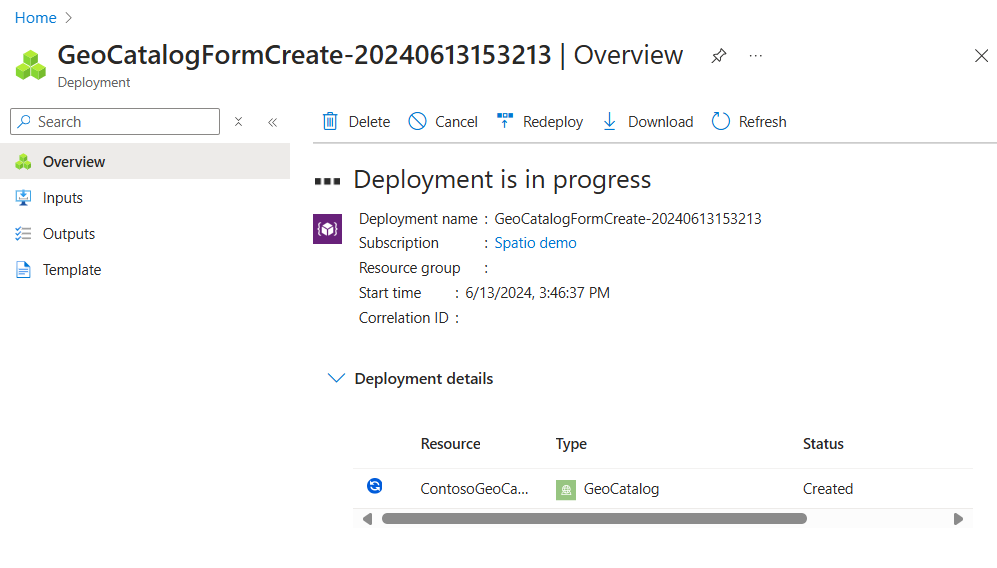 Home
GeoCatalogFormCreate-20240613153213 | Overview
Deployment
Search
Delete Cancel Redeploy Download Refresh
Overview
Inputs
Outputs
Template
Deployment is in progress
Deployment name : GeoCatalogFormCreate-20240613153213
Subscription : Spatio demo
Resource group :
Start time : 6/13/2024, 3:46:37 PM
Correlation ID :
Deployment details
Resource Type Status
ContosoGeoCa... GeoCatalog Created